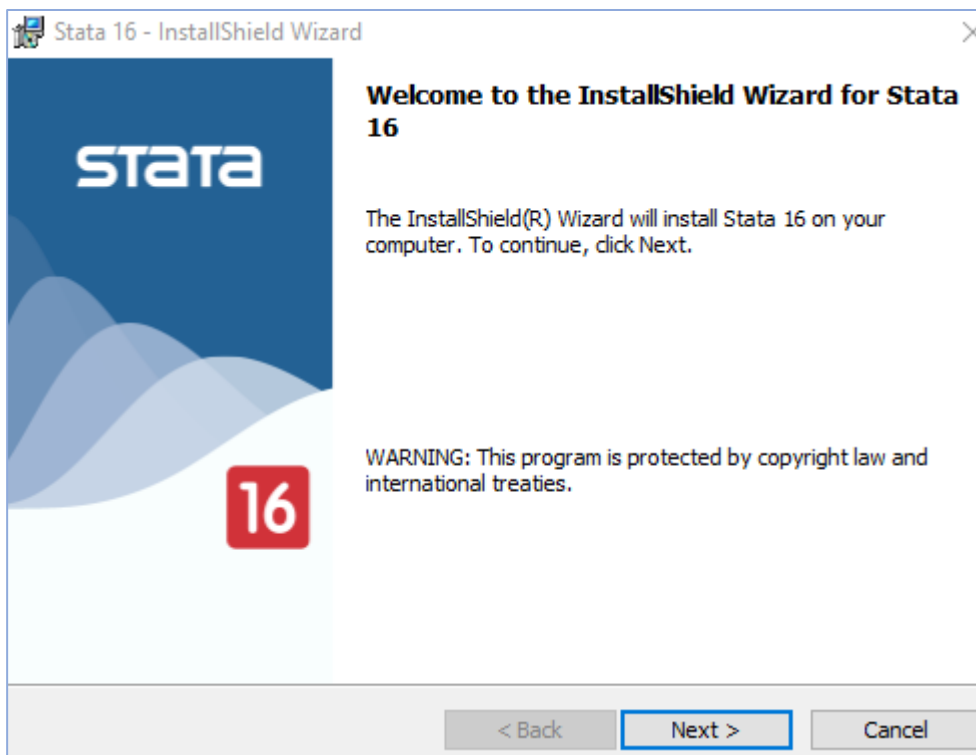 Stata 16 - InstallShield Wizard
Welcome to the InstallShield Wizard for Stata
16
stata
The InstallShield(R) Wizard will install Stata 16 on your
computer. To continue, click Next.
WARNING: This program is protected by copyright law and
international treaties.
16
< Back
Next >
Cancel